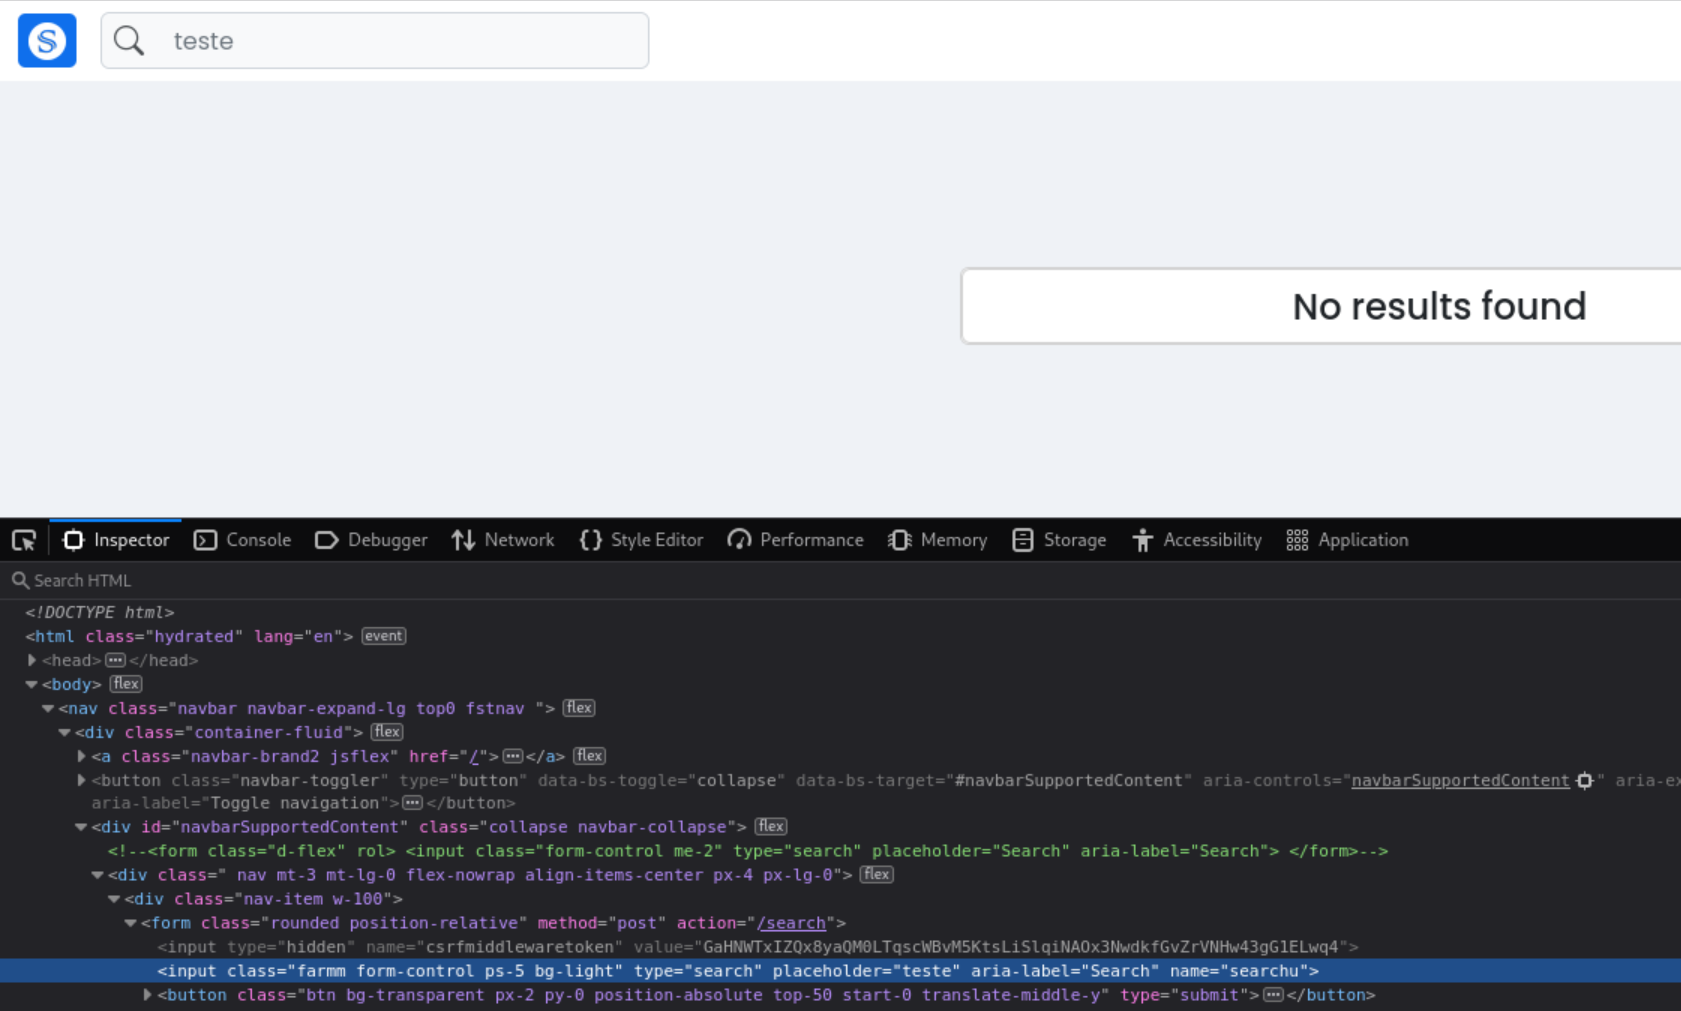 S
teste
No results found
Inspector Console Debugger Network {} Style Editor Performance Memory Storage Accessibility Application
Search HTML
<!DOCTYPE html>
<html class="hydrated" lang="en"> event
<head> ⋯ </head>
<body> flex
<nav class="navbar navbar-expand-lg top0 fstnav "> flex
<div class="container-fluid"> flex
<a class="navbar-brand2 jsflex" href="/"> ⋯ </a> flex
<button class="navbar-toggler" type="button" data-bs-toggle="collapse" data-bs-target="#navbarSupportedContent" aria-controls="navbarSupportedContent" aria-ex
aria-label="Toggle navigation"> ⋯ </button>
<div id="navbarSupportedContent" class="collapse navbar-collapse"> flex
<!--<form class="d-flex" rol> <input class="form-control me-2" type="search" placeholder="Search" aria-label="Search"> </form>-->
<div class=" nav mt-3 mt-lg-0 flex-nowrap align-items-center px-4 px-lg-0"> flex
<div class="nav-item w-100">
<form class="rounded position-relative" method="post" action="/search">
<input type="hidden" name="csrfmiddlewaretoken" value="GaHNWTxIZQx8yaQM0LTqscWBvM5KtsLiSlqiNAOx3NwdkfGvZrVNHw43gG1ELwq4">
<input class="farmm form-control ps-5 bg-light" type="search" placeholder="teste" aria-label="Search" name="searchu">
<button class="btn bg-transparent px-2 py-0 position-absolute top-50 start-0 translate-middle-y" type="submit"> ⋯ </button>